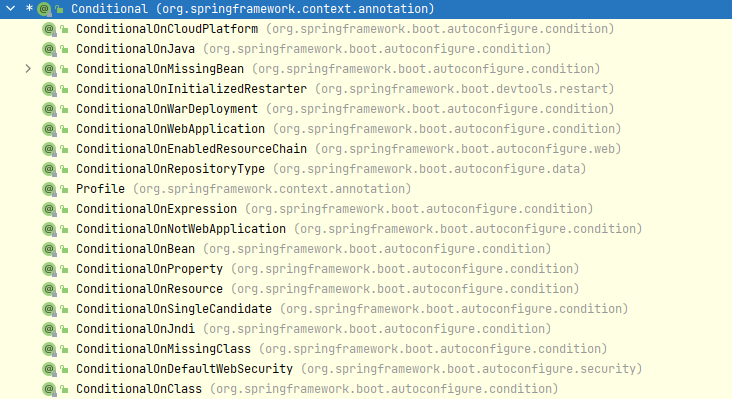 * @ Conditional (org.springframework.context.annotation)
@ ConditionalOnCloudPlatform (org.springframework.boot.autoconfigure.condition)
@ ConditionalOnJava (org.springframework.boot.autoconfigure.condition)
@ ConditionalOnMissingBean (org.springframework.boot.autoconfigure.condition)
@ ConditionalOnInitializedRestarter (org.springframework.boot.devtools.restart)
@ ConditionalOnWarDeployment (org.springframework.boot.autoconfigure.condition)
@ ConditionalOnWebApplication (org.springframework.boot.autoconfigure.condition)
@ ConditionalOnEnabledResourceChain (org.springframework.boot.autoconfigure.web)
@ ConditionalOnRepositoryType (org.springframework.boot.autoconfigure.data)
@ Profile (org.springframework.context.annotation)
@ ConditionalOnExpression (org.springframework.boot.autoconfigure.condition)
@ ConditionalOnNotWebApplication (org.springframework.boot.autoconfigure.condition)
@ ConditionalOnBean (org.springframework.boot.autoconfigure.condition)
@ ConditionalOnProperty (org.springframework.boot.autoconfigure.condition)
@ ConditionalOnResource (org.springframework.boot.autoconfigure.condition)
@ ConditionalOnSingleCandidate (org.springframework.boot.autoconfigure.condition)
@ ConditionalOnJndi (org.springframework.boot.autoconfigure.condition)
@ ConditionalOnMissingClass (org.springframework.boot.autoconfigure.condition)
@ ConditionalOnDefaultWebSecurity (org.springframework.boot.autoconfigure.security)
@ ConditionalOnClass (org.springframework.boot.autoconfigure.condition)